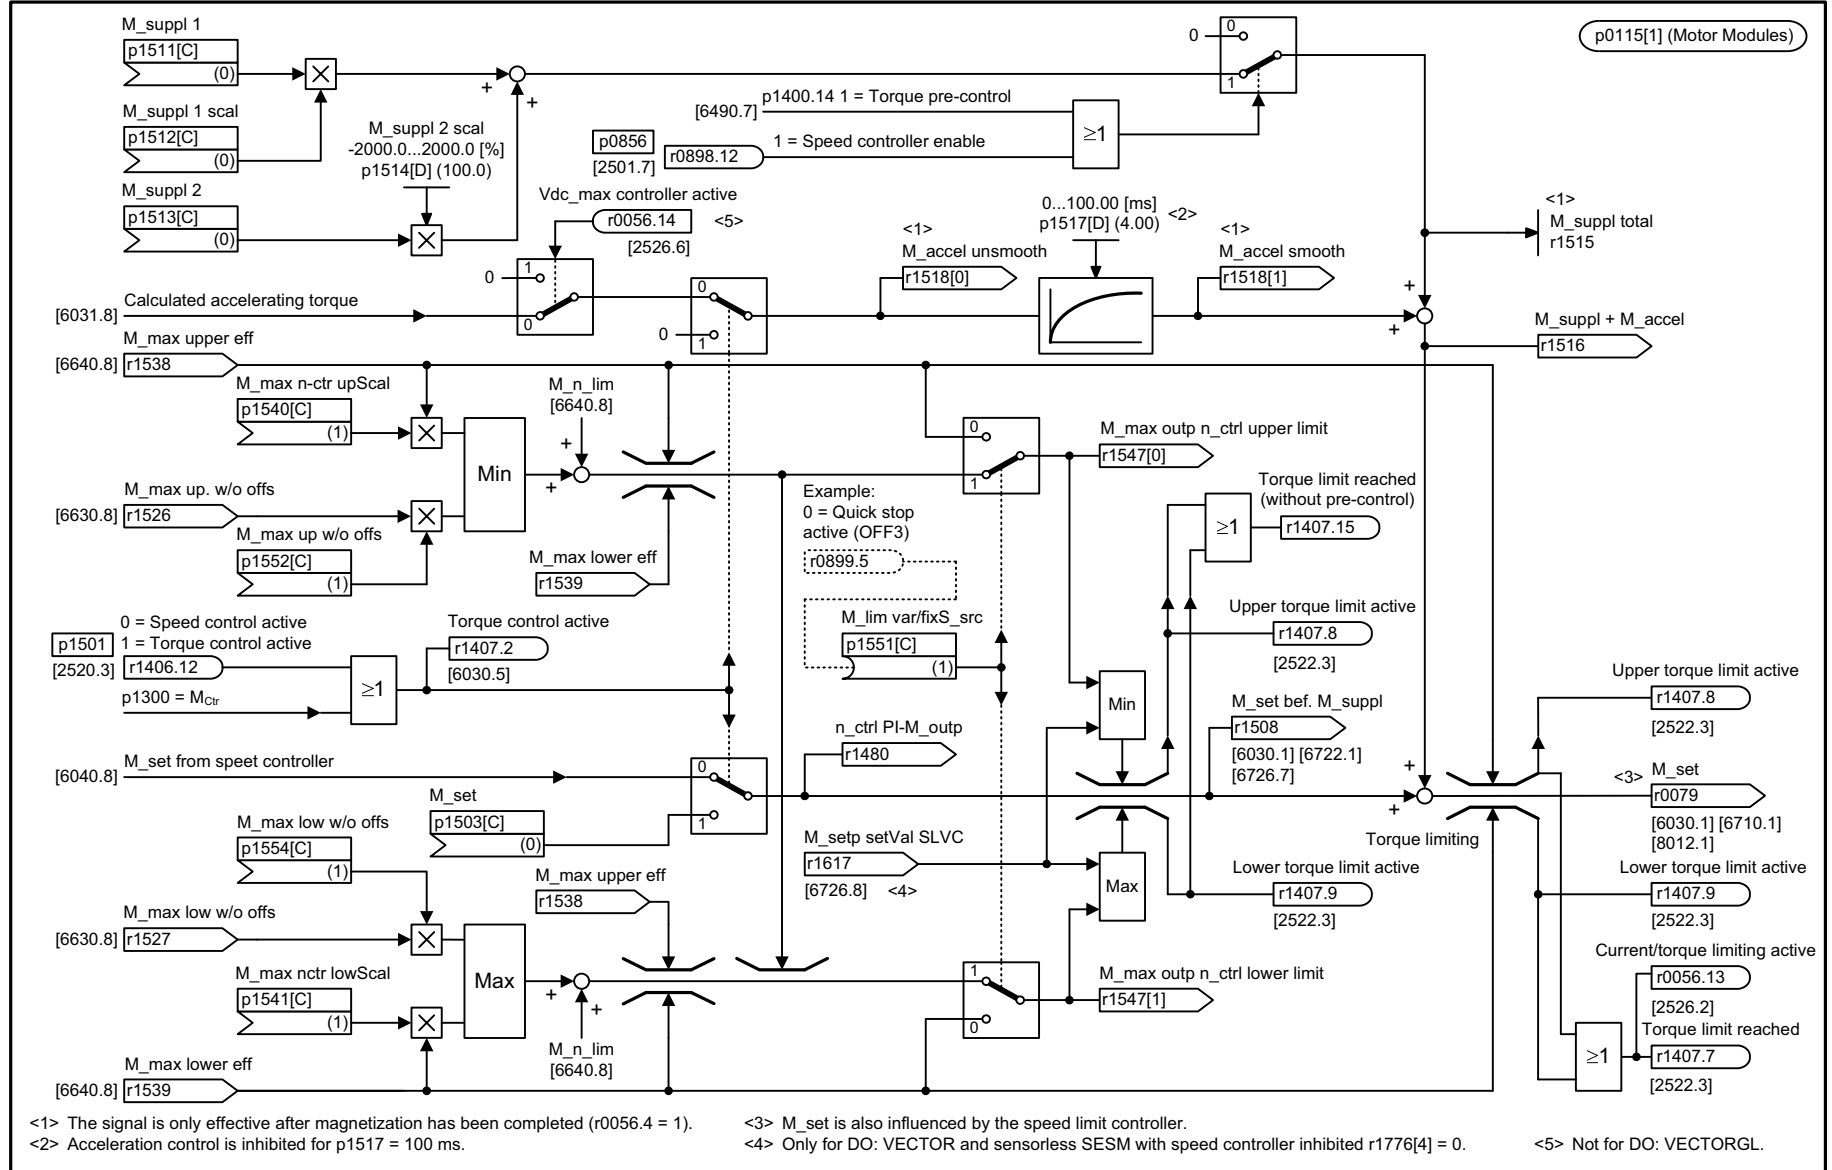 M_suppl 1
p1511[C]
(0)
M_suppl 1 scal
p1512[C]
(0)
M_suppl 2
p1513[C]
(0)
M_suppl 2 scal
-2000.0...2000.0 [%]
p1514[D] (100.0)
+
+
0
0
1
p0115[1] (Motor Modules)
p1400.14 1 = Torque pre-control
[6490.7]
p0856
[2501.7]
r0898.12
1 = Speed controller enable
≥1
Vdc_max controller active
r0056.14
<5>
[2526.6]
0
1
0
Calculated accelerating torque
[6031.8]
0
0
1
<1>
M_accel unsmooth
r1518[0]
0...100.00 [ms]
p1517[D] (4.00)
<2>
<1>
M_accel smooth
r1518[1]
+
+
<1>
M_suppl total
r1515
M_suppl + M_accel
r1516
M_max upper eff
[6640.8]
r1538
M_max n-ctr upScal
p1540[C]
(1)
M_max up. w/o offs
[6630.8]
r1526
M_max up w/o offs
p1552[C]
(1)
Min
M_n_lim
[6640.8]
+
+
M_max lower eff
r1539
0
1
M_max outp n_ctrl upper limit
r1547[0]
Example:
0 = Quick stop
active (OFF3)
r0899.5
M_lim var/fixS_src
p1551[C]
(1)
Torque limit reached
(without pre-control)
≥1
r1407.15
Upper torque limit active
r1407.8
[2522.3]
0 = Speed control active
p1501
1 = Torque control active
[2520.3]
r1406.12
p1300 = MCtr
≥1
Torque control active
r1407.2
[6030.5]
M_set from speet controller
[6040.8]
0
1
M_set
p1503[C]
(0)
n_ctrl PI-M_outp
r1480
Min
M_set bef. M_suppl
r1508
[6030.1] [6722.1]
[6726.7]
+
+
Torque limiting
Upper torque limit active
r1407.8
[2522.3]
<3>
M_set
r0079
[6030.1] [6710.1]
[8012.1]
M_setp setVal SLVC
r1617
[6726.8]
<4>
Max
Lower torque limit active
r1407.9
[2522.3]
Lower torque limit active
r1407.9
[2522.3]
M_max low w/o offs
p1554[C]
(1)
M_max low w/o offs
[6630.8]
r1527
M_max nctr lowScal
p1541[C]
(1)
Max
M_max upper eff
r1538
+
+
M_n_lim
[6640.8]
1
0
M_max outp n_ctrl lower limit
r1547[1]
Current/torque limiting active
r0056.13
[2526.2]
Torque limit reached
≥1
r1407.7
[2522.3]
M_max lower eff
[6640.8]
r1539
<1> The signal is only effective after magnetization has been completed (r0056.4 = 1).
<3> M_set is also influenced by the speed limit controller.
<2> Acceleration control is inhibited for p1517 = 100 ms.
<4> Only for DO: VECTOR and sensorless SESM with speed controller inhibited r1776[4] = 0.
<5> Not for DO: VECTORGL.